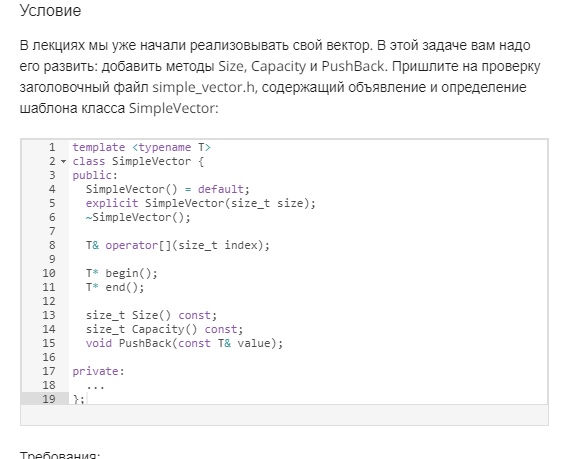 Условие
В лекциях мы уже начали реализовывать свой вектор. В этой задаче вам надо
его развить: добавить методы Size, Capacity и PushBack. Пришлите на проверку
заголовочный файл simple_vector.h, содержащий объявление и определение
шаблона класса SimpleVector:
1 template <typename T>
2 class SimpleVector {
3 public:
4 SimpleVector() = default;
5 explicit SimpleVector(size_t size);
6 ~SimpleVector();
7
8 T& operator[](size_t index);
9
10 T* begin();
11 T* end();
12
13 size_t Size() const;
14 size_t Capacity() const;
15 void PushBack(const T& value);
16
17 private:
18 ...
19 };
Требования: